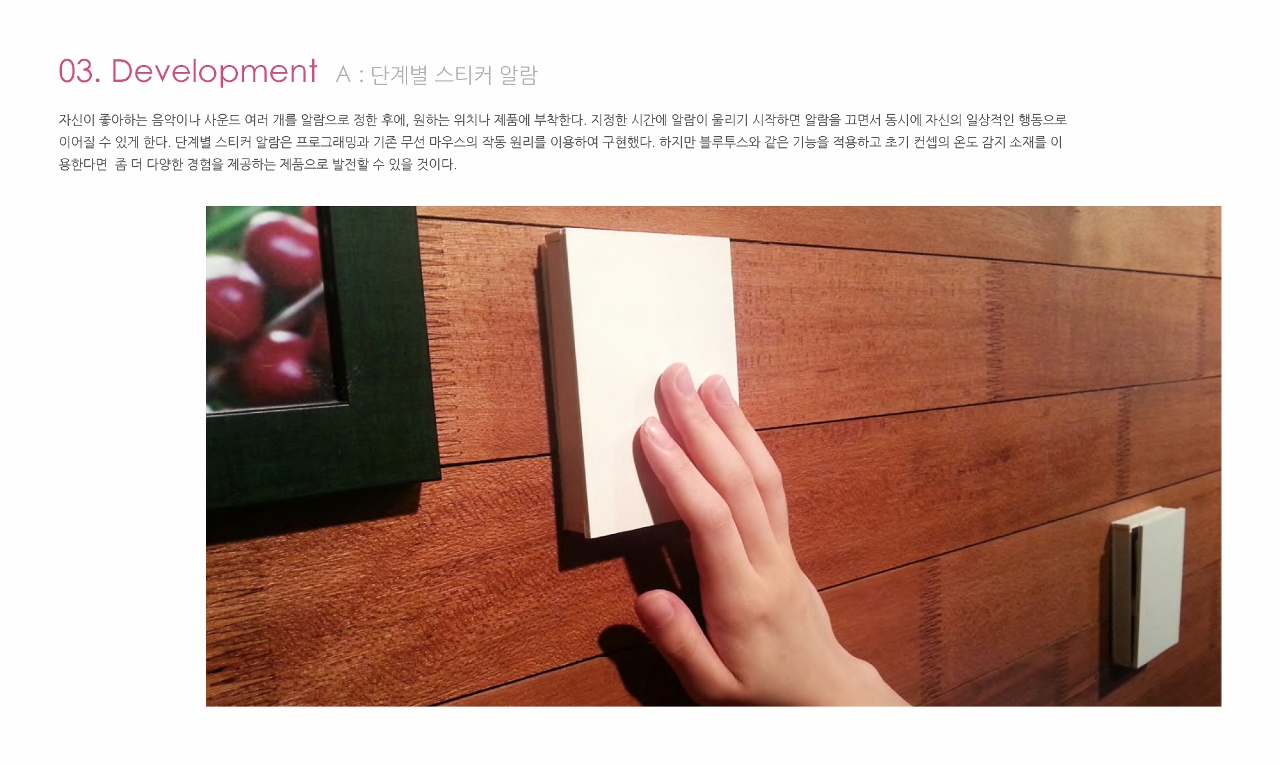 03. Development A : 단계별 스티커 알람
자신이 좋아하는 음악이나 사운드 여러 개를 알람으로 정한 후에, 원하는 위치나 제품에 부착한다. 지정한 시간에 알람이 울리기 시작하면 알람을 끄면서 동시에 자신의 일상적인 행동으로
이어질 수 있게 한다. 단계별 스티커 알람은 프로그래밍과 기존 무선 마우스의 작동 원리를 이용하여 구현했다. 하지만 블루투스와 같은 기능을 적용하고 초기 컨셉의 온도 감지 소재를 이
용한다면 좀 더 다양한 경험을 제공하는 제품으로 발전할 수 있을 것이다.